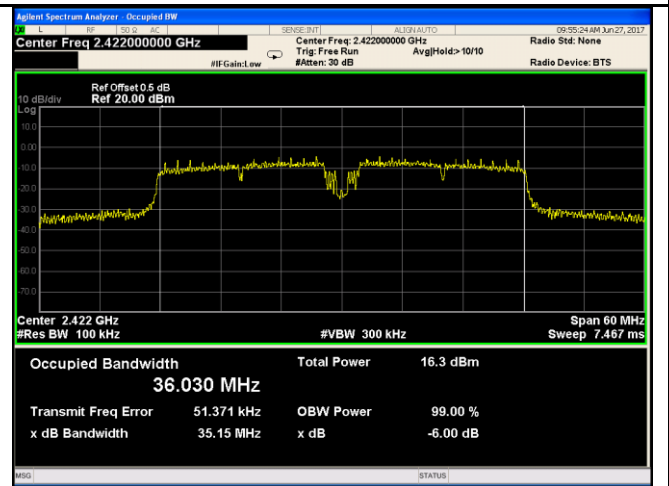 Agilent Spectrum Analyzer - Occupied BW
L RF 50 Ω AC SENSE:INT ALIGN AUTO 09:55:24 AM Jun 27, 2017
Center Freq 2.422000000 GHz Center Freq: 2.422000000 GHz Radio Std: None
Trig: Free Run Avg|Hold:> 10/10
#IFGain:Low #Atten: 30 dB Radio Device: BTS
Ref Offset 0.5 dB
10 dB/div Ref 20.00 dBm
Log
10.0
0.00
-10.0
-20.0
-30.0
-40.0
-50.0
-60.0
-70.0
Center 2.422 GHz Span 60 MHz
#Res BW 100 kHz #VBW 300 kHz Sweep 7.467 ms
Occupied Bandwidth Total Power 16.3 dBm
36.030 MHz
Transmit Freq Error 51.371 kHz OBW Power 99.00 %
x dB Bandwidth 35.15 MHz x dB -6.00 dB
MSG STATUS